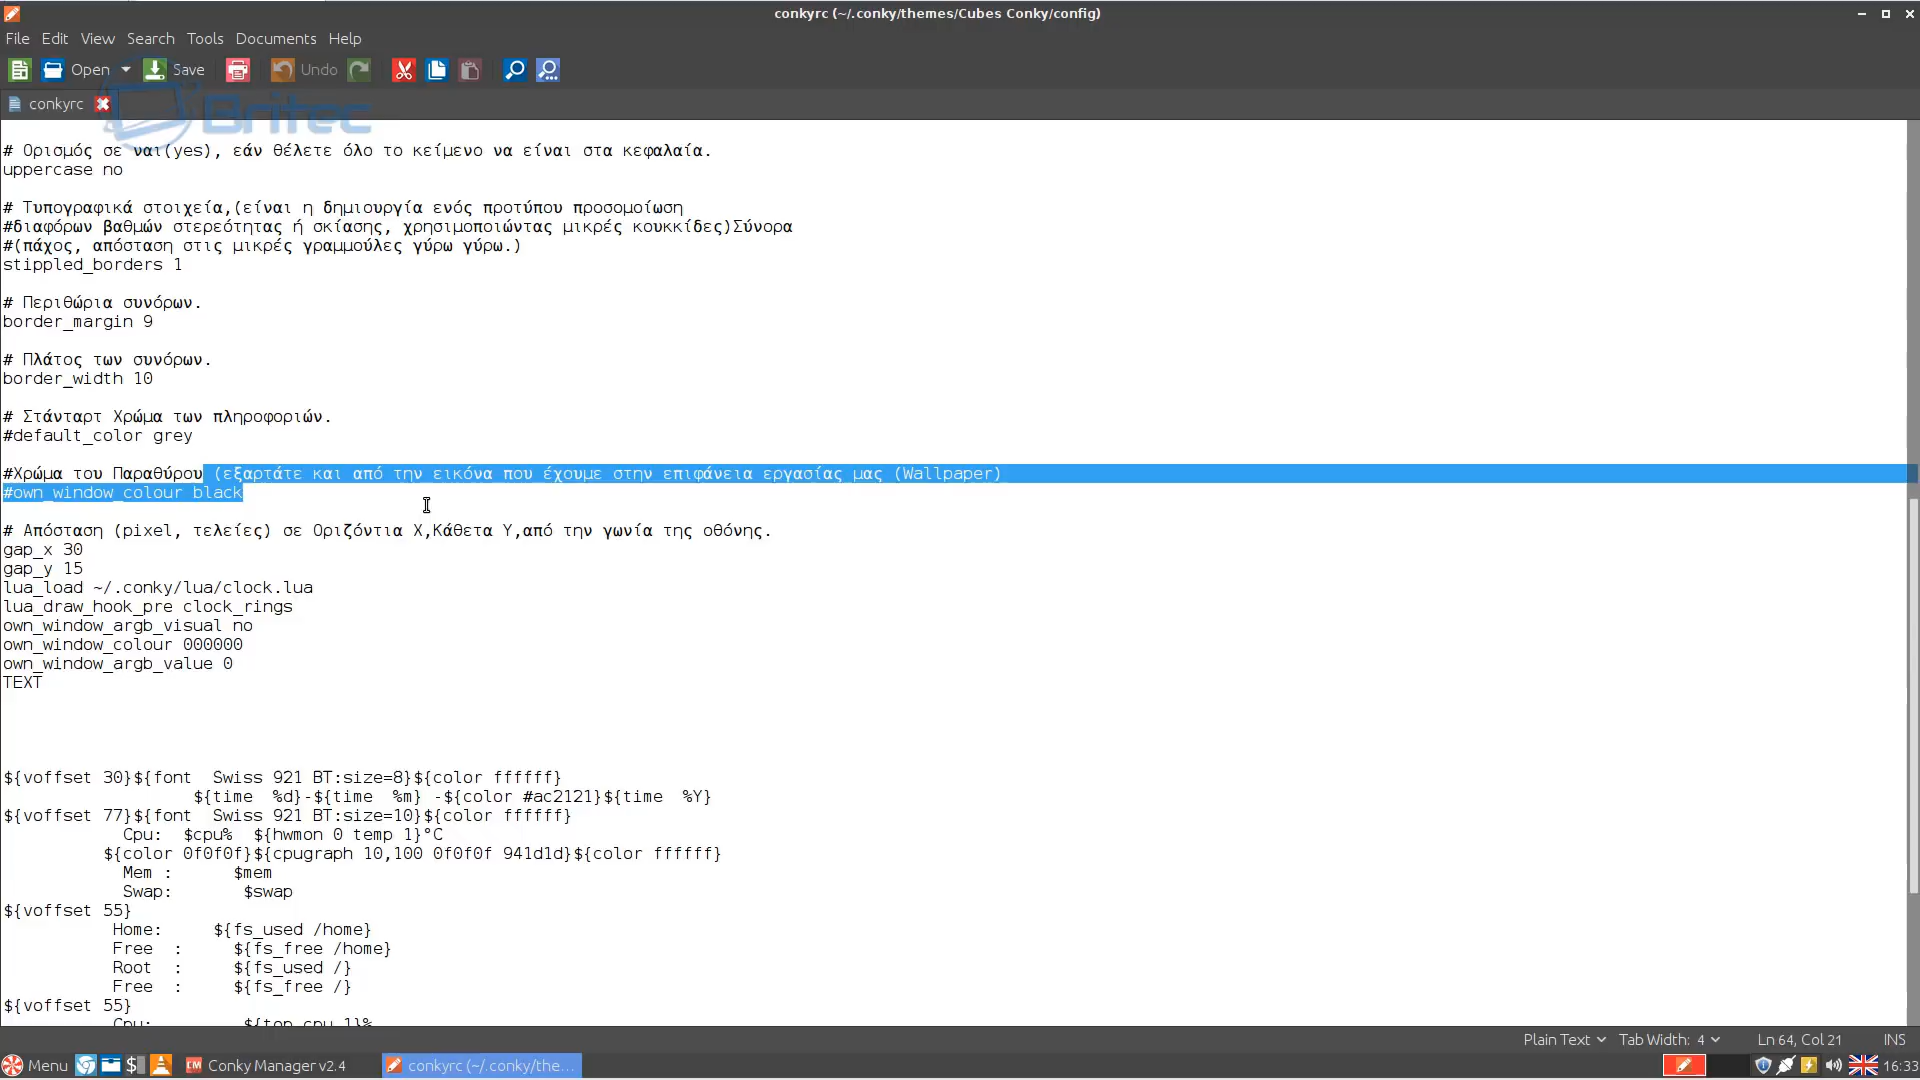 conkyrc (~/.conky/themes/Cubes Conky/config)
File Edit View Search Tools Documents Help
Open Save Undo
conkyrc
Britec
# Ορισμός σε ναι(yes), εάν θέλετε όλο το κείμενο να είναι στα κεφαλαία.
uppercase no
# Τυπογραφικά στοιχεία,(είναι η δημιουργία ενός προτύπου προσομοίωση
#διαφόρων βαθμών στερεότητας ή σκίασης, χρησιμοποιώντας μικρές κουκκίδες)Σύνορα
#(πάχος, απόσταση στις μικρές γραμμούλες γύρω γύρω.)
stippled_borders 1
# Περιθώρια συνόρων.
border_margin 9
# Πλάτος των συνόρων.
border_width 10
# Στάνταρτ Χρώμα των πληροφοριών.
#default_color grey
#Χρώμα του Παραθύρου (εξαρτάτε και από την εικόνα που έχουμε στην επιφάνεια εργασίας μας (Wallpaper)
#own_window_colour black
# Απόσταση (pixel, τελείες) σε Οριζόντια Χ,Κάθετα Υ,από την γωνία της οθόνης.
gap_x 30
gap_y 15
lua_load ~/.conky/lua/clock.lua
lua_draw_hook_pre clock_rings
own_window_argb_visual no
own_window_colour 000000
own_window_argb_value 0
TEXT
${voffset 30}${font  Swiss 921 BT:size=8}${color ffffff}
${time  %d}-${time  %m} -${color #ac2121}${time  %Y}
${voffset 77}${font  Swiss 921 BT:size=10}${color ffffff}
Cpu:  $cpu%  ${hwmon 0 temp 1}°C
${color 0f0f0f}${cpugraph 10,100 0f0f0f 941d1d}${color ffffff}
Mem :      $mem
Swap:       $swap
${voffset 55}
Home:     ${fs_used /home}
Free  :     ${fs_free /home}
Root  :     ${fs_used /}
Free  :     ${fs_free /}
${voffset 55}
Cpu:         ${top cpu 1}%
Plain Text Tab Width: 4 Ln 64, Col 21 INS
Menu Conky Manager v2.4 conkyrc (~/.conky/the... 16:33